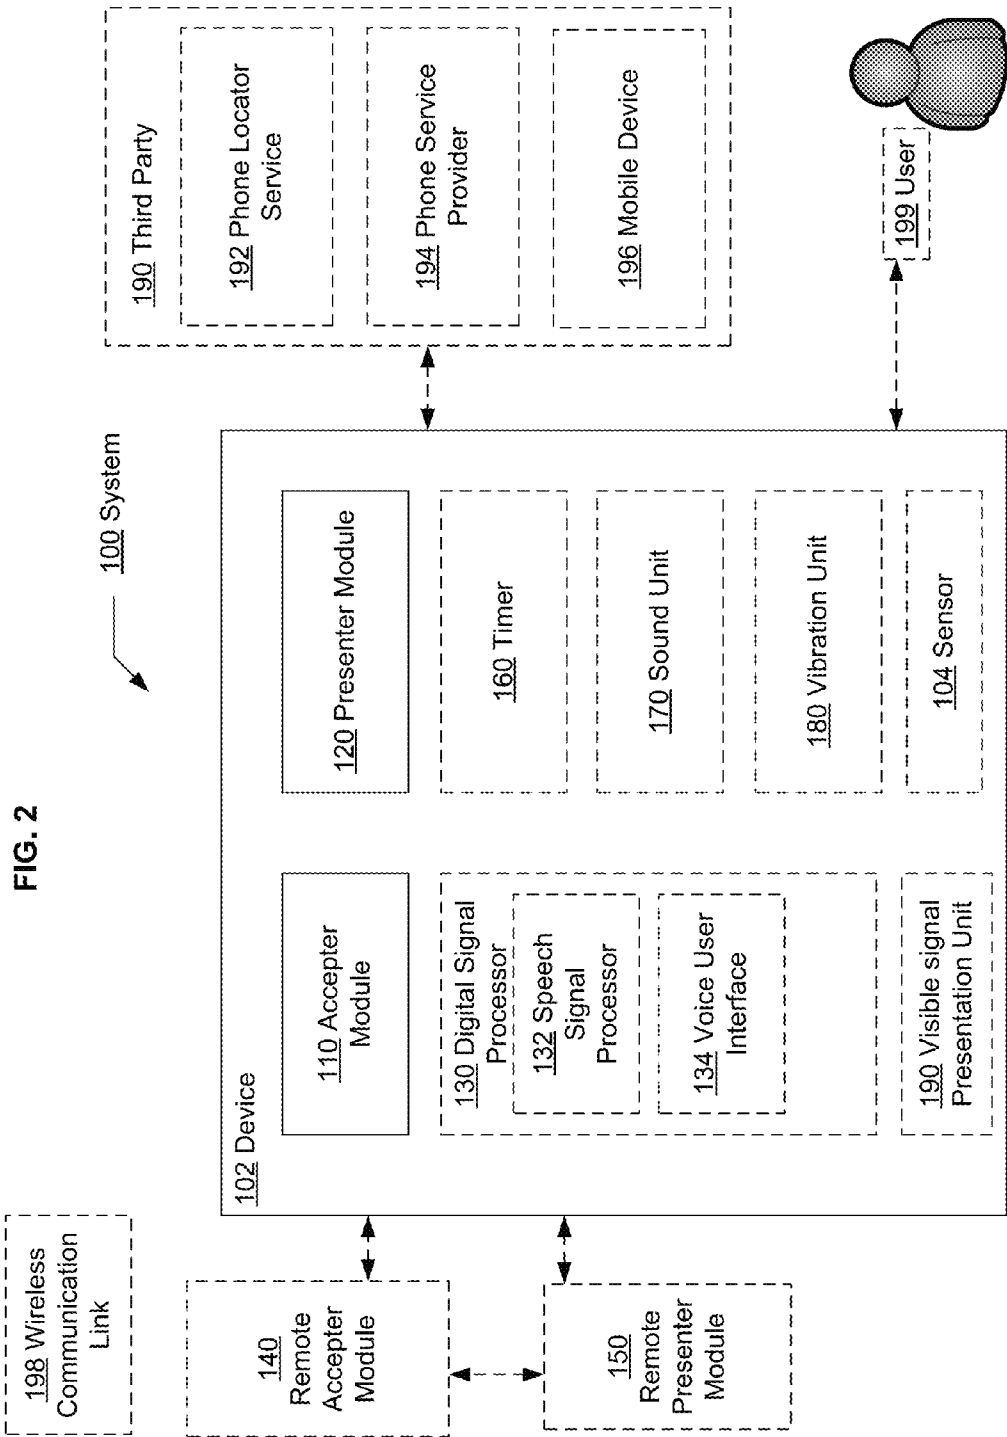 FIG. 2
100 System
198 Wireless
Communication
Link
140
Remote
Accepter
Module
150
Remote
Presenter
Module
102 Device
110 Accepter
Module
130 Digital Signal
Processor
132 Speech
Signal
Processor
134 Voice User
Interface
190 Visible signal
Presentation Unit
120 Presenter Module
160 Timer
170 Sound Unit
180 Vibration Unit
104 Sensor
190 Third Party
192 Phone Locator
Service
194 Phone Service
Provider
196 Mobile Device
199 User